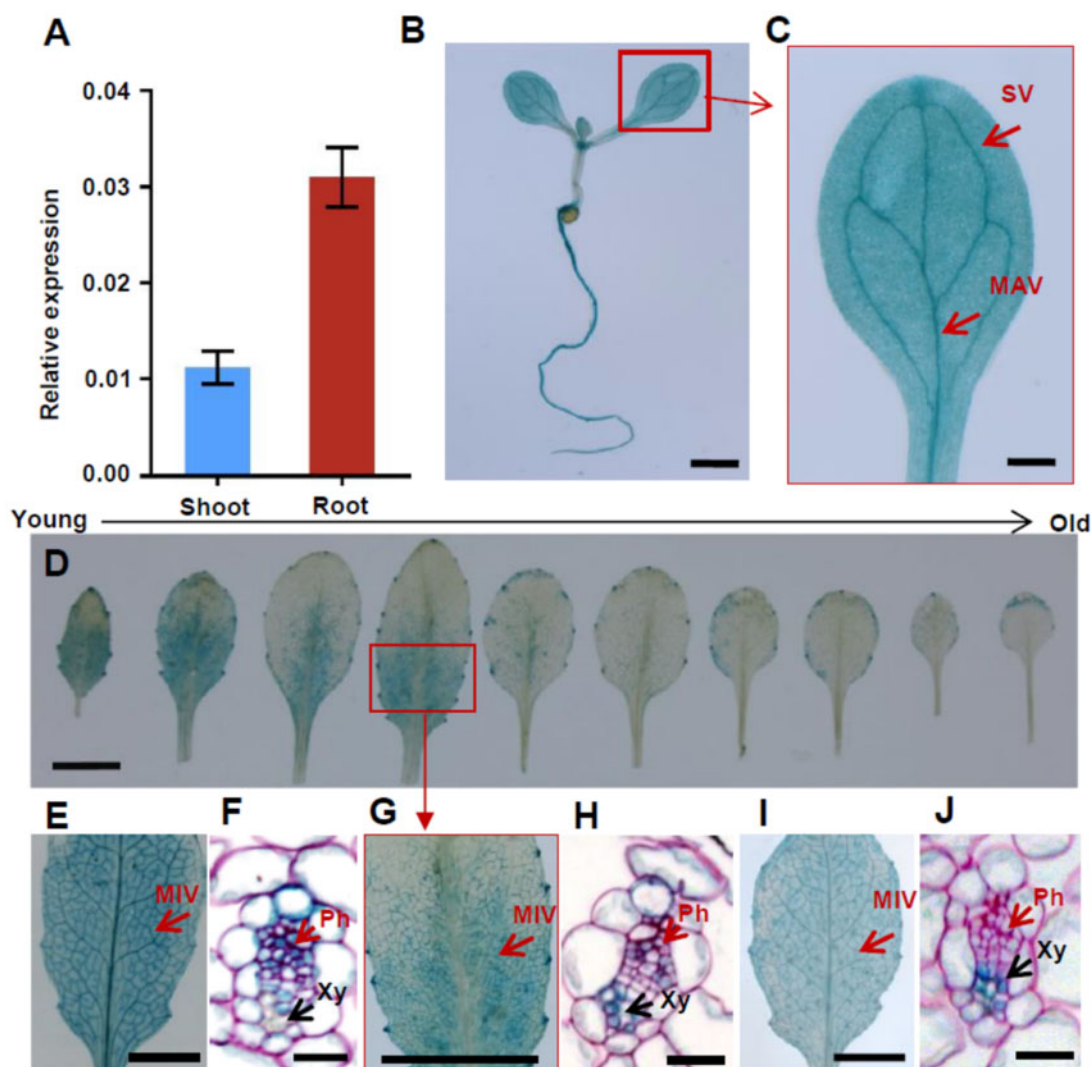 A
B
C
0.04
0.03
0.02
0.01
0.00
Relative expression
Shoot Root
SV
MAV
Young Old
D
E F G H I J
MIV
Ph
Xy
MIV
Ph
Xy
Ph
Xy